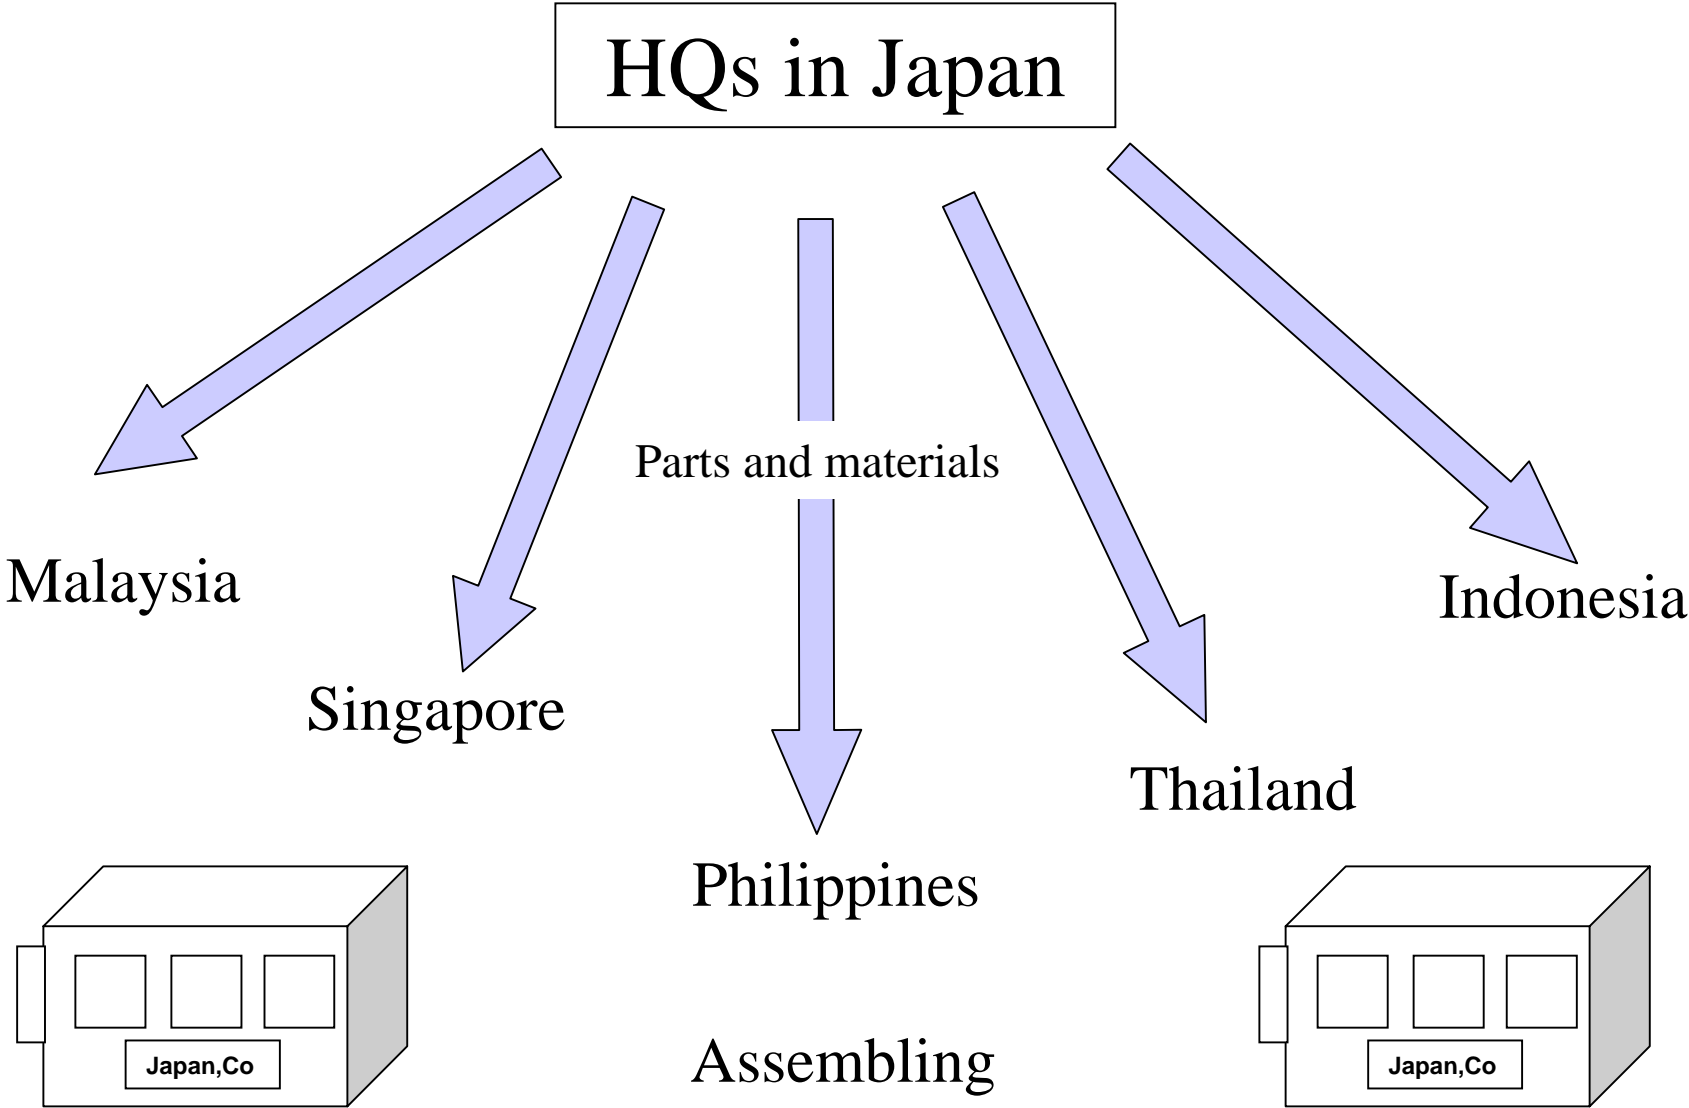 HQs in Japan
Parts and materials
Malaysia
Indonesia
Singapore
Thailand
Philippines
Assembling
Japan,Co
Japan,Co